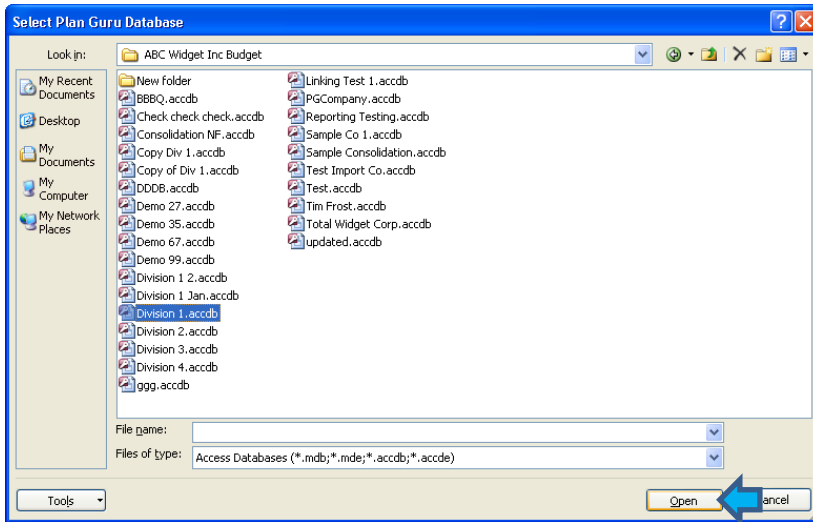 Select Plan Guru Database
Look in: ABC Widget Inc Budget
My Recent
Documents
Desktop
My
Documents
My
Computer
My Network
Places
New folder
BBBQ.accdb
Check check check.accdb
Consolidation NF.accdb
Copy Div 1.accdb
Copy of Div 1.accdb
DDDB.accdb
Demo 27.accdb
Demo 35.accdb
Demo 67.accdb
Demo 99.accdb
Division 1 2.accdb
Division 1 Jan.accdb
Division 1.accdb
Division 2.accdb
Division 3.accdb
Division 4.accdb
ggg.accdb
Linking Test 1.accdb
PGCompany.accdb
Reporting Testing.accdb
Sample Co 1.accdb
Sample Consolidation.accdb
Test Import Co.accdb
Test.accdb
Tim Frost.accdb
Total Widget Corp.accdb
updated.accdb
File name:
Files of type: Access Databases (*.mdb;*.mde;*.accdb;*.accde)
Tools Open ancel